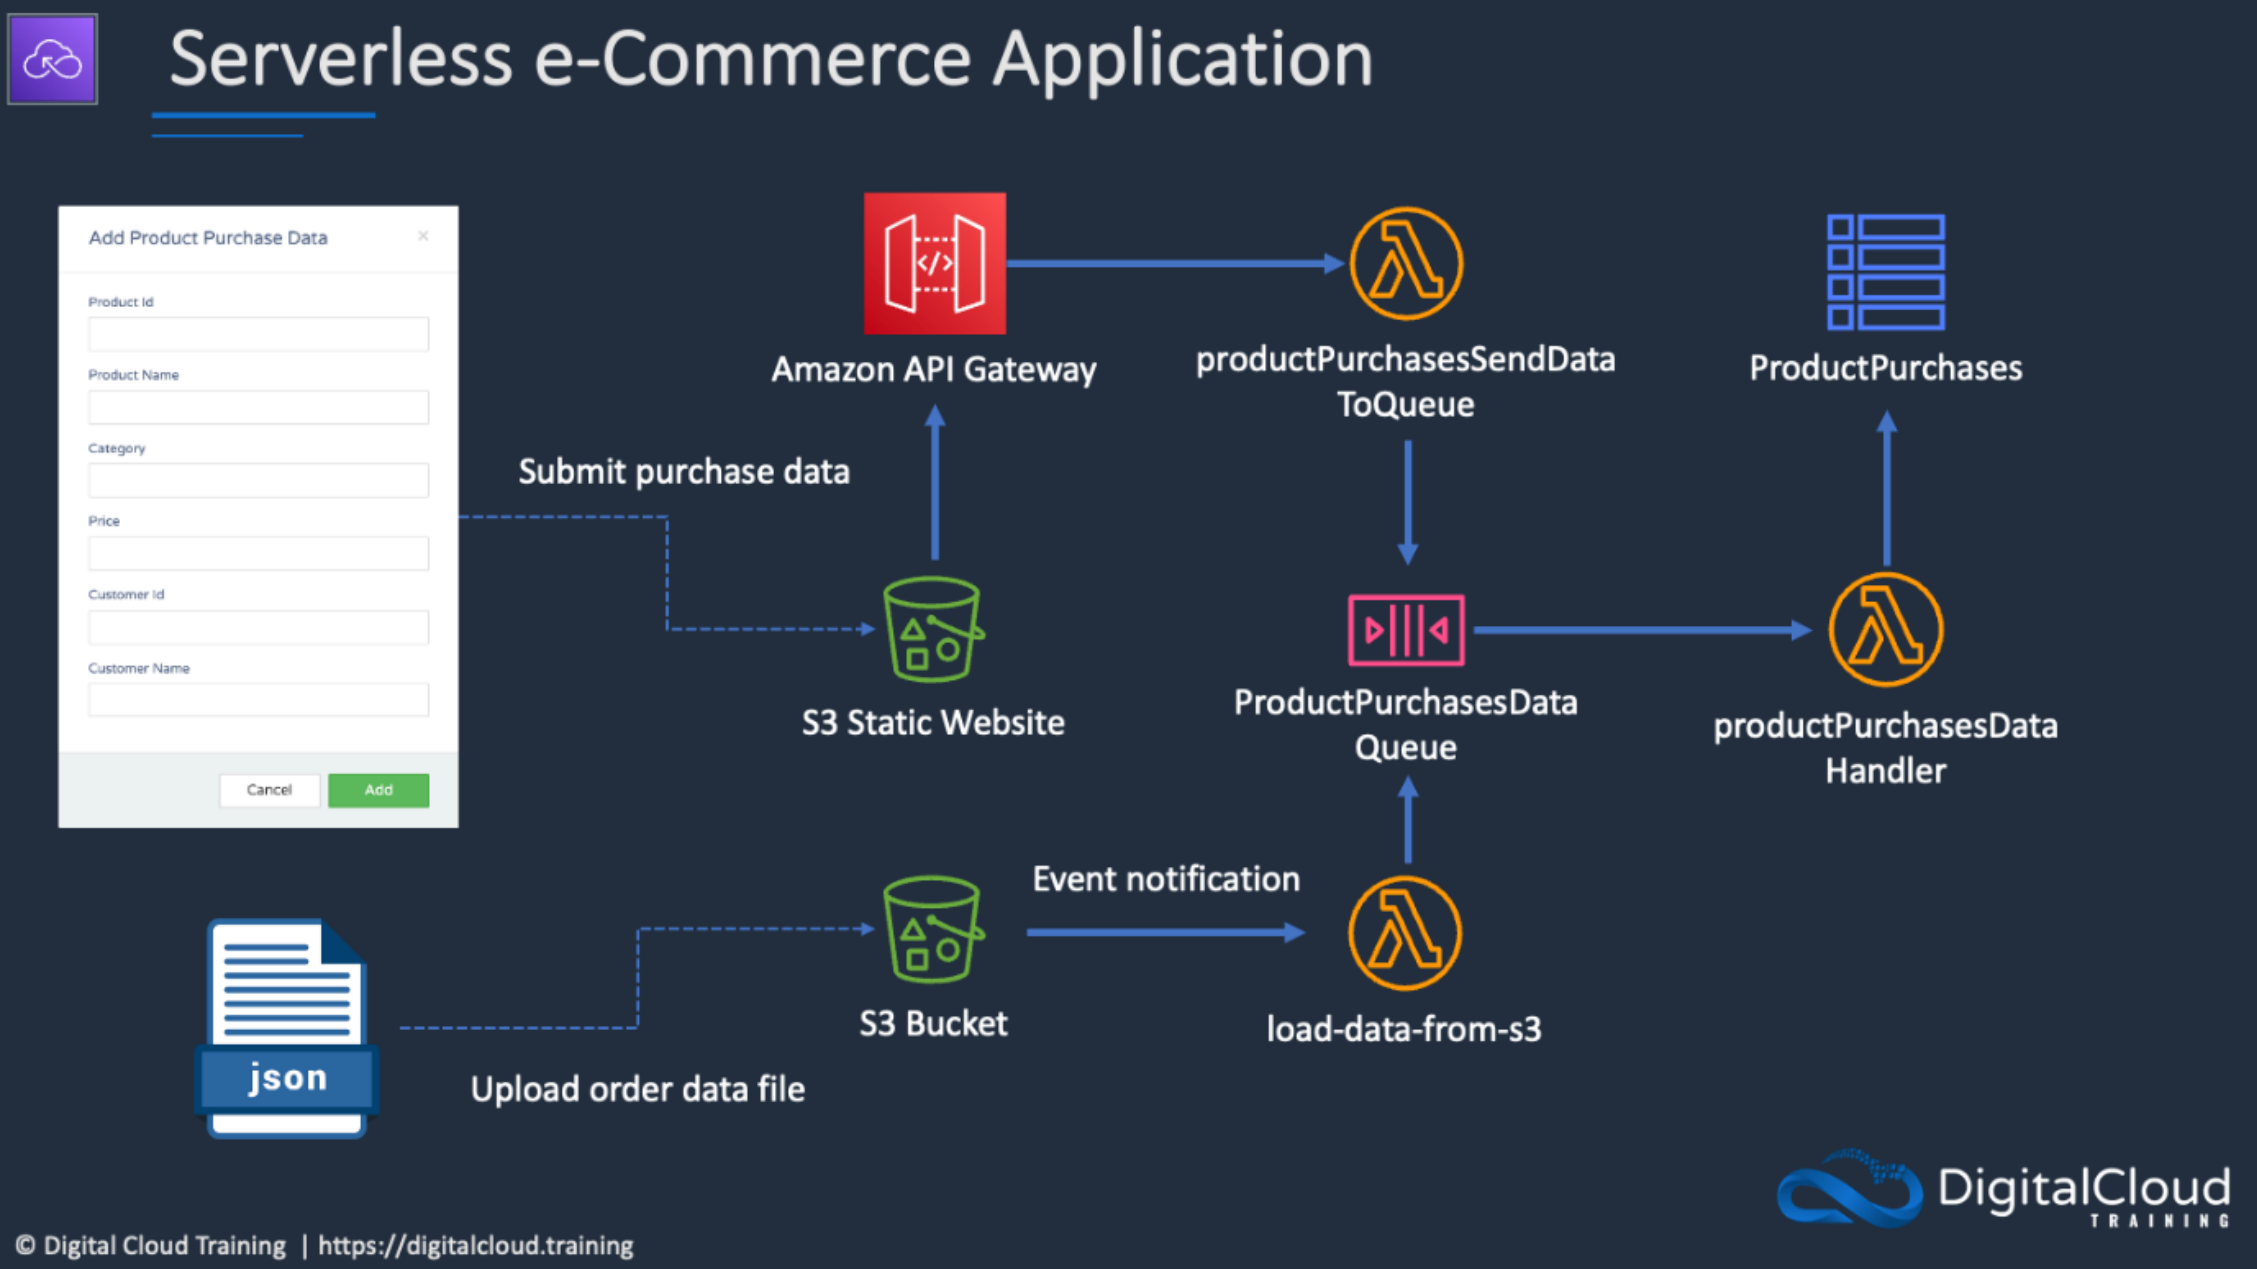 Serverless e-Commerce Application
Add Product Purchase Data ×
Product Id
Product Name
Category
Price
Customer Id
Customer Name
Cancel
Add
Submit purchase data
</>
Amazon API Gateway
productPurchasesSendData
ToQueue
ProductPurchases
S3 Static Website
ProductPurchasesData
Queue
productPurchasesData
Handler
json
Upload order data file
S3 Bucket
Event notification
load-data-from-s3
DigitalCloud
TRAINING
© Digital Cloud Training | https://digitalcloud.training